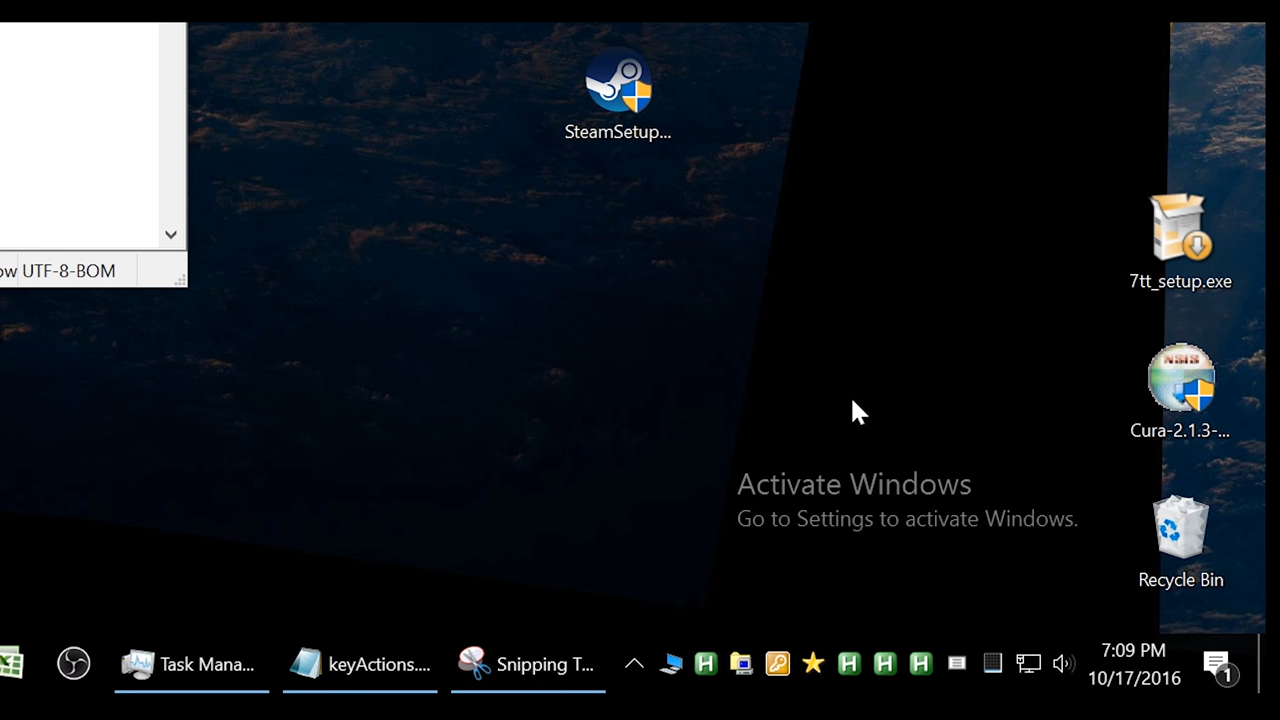 SteamSetup...
ow UTF-8-BOM
7tt_setup.exe
NSIS
Cura-2.1.3-...
Activate Windows
Go to Settings to activate Windows.
Recycle Bin
Task Mana...
keyActions....
Snipping T...
H
H
H
H
7:09 PM
10/17/2016
1